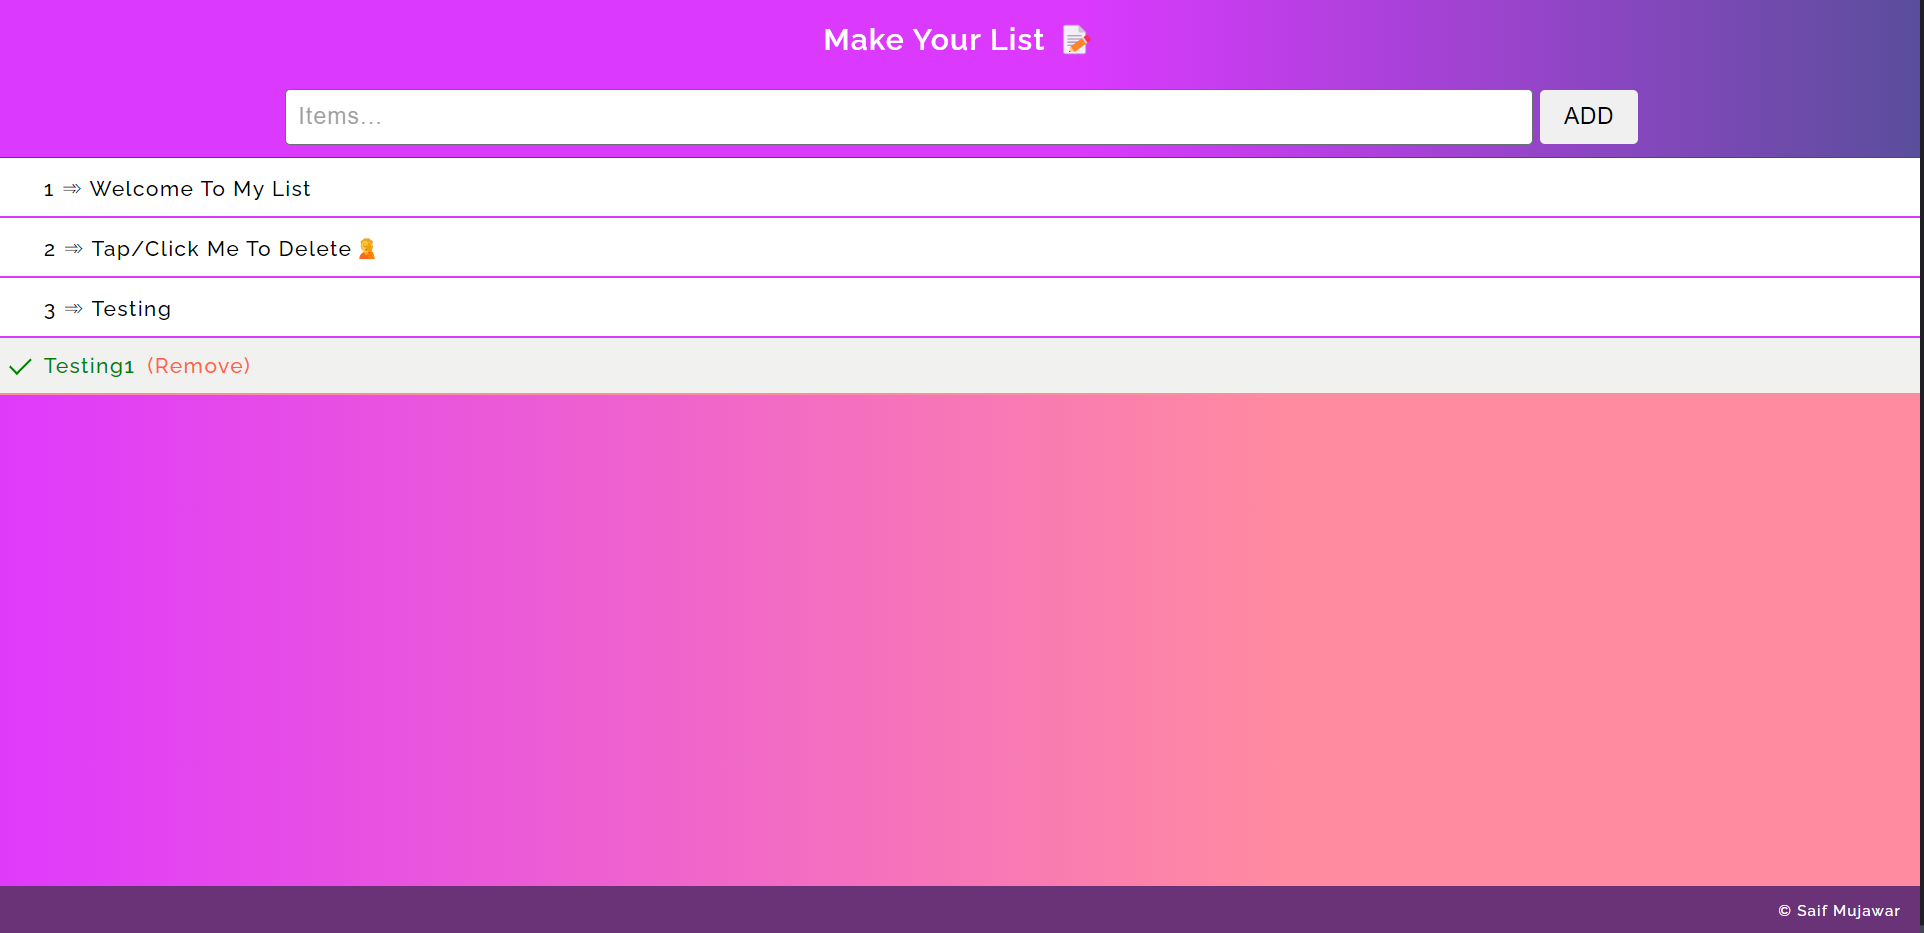 Make Your List 📝
Items...
ADD
1 ⇒ Welcome To My List
2 ⇒ Tap/Click Me To Delete
3 ⇒ Testing
✓ Testing1 (Remove)
© Saif Mujawar